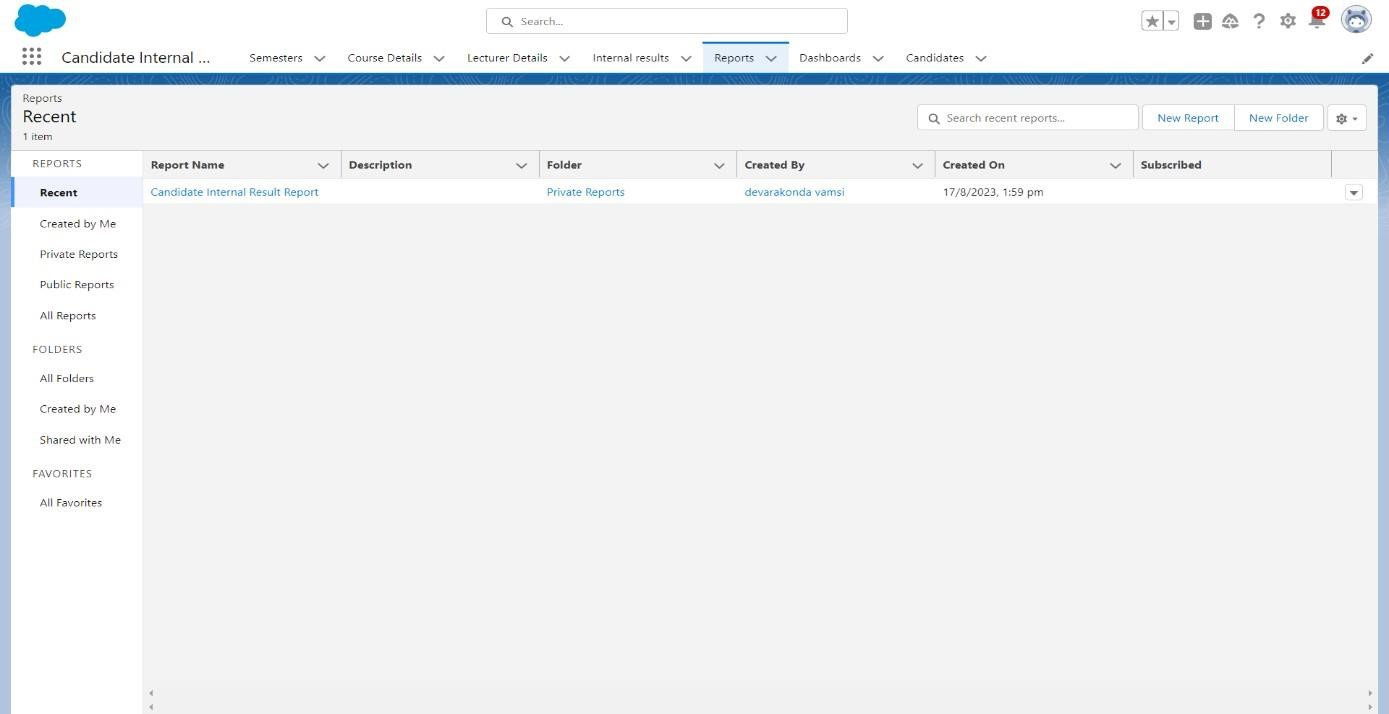 Search...
12
Candidate Internal ...
Semesters
Course Details
Lecturer Details
Internal results
Reports
Dashboards
Candidates
Reports
Recent
1 item
Search recent reports...
New Report
New Folder
REPORTS
Recent
Created by Me
Private Reports
Public Reports
All Reports
FOLDERS
All Folders
Created by Me
Shared with Me
FAVORITES
All Favorites
Report Name Description Folder Created By Created On Subscribed
Candidate Internal Result Report Private Reports devarakonda vamsi 17/8/2023, 1:59 pm